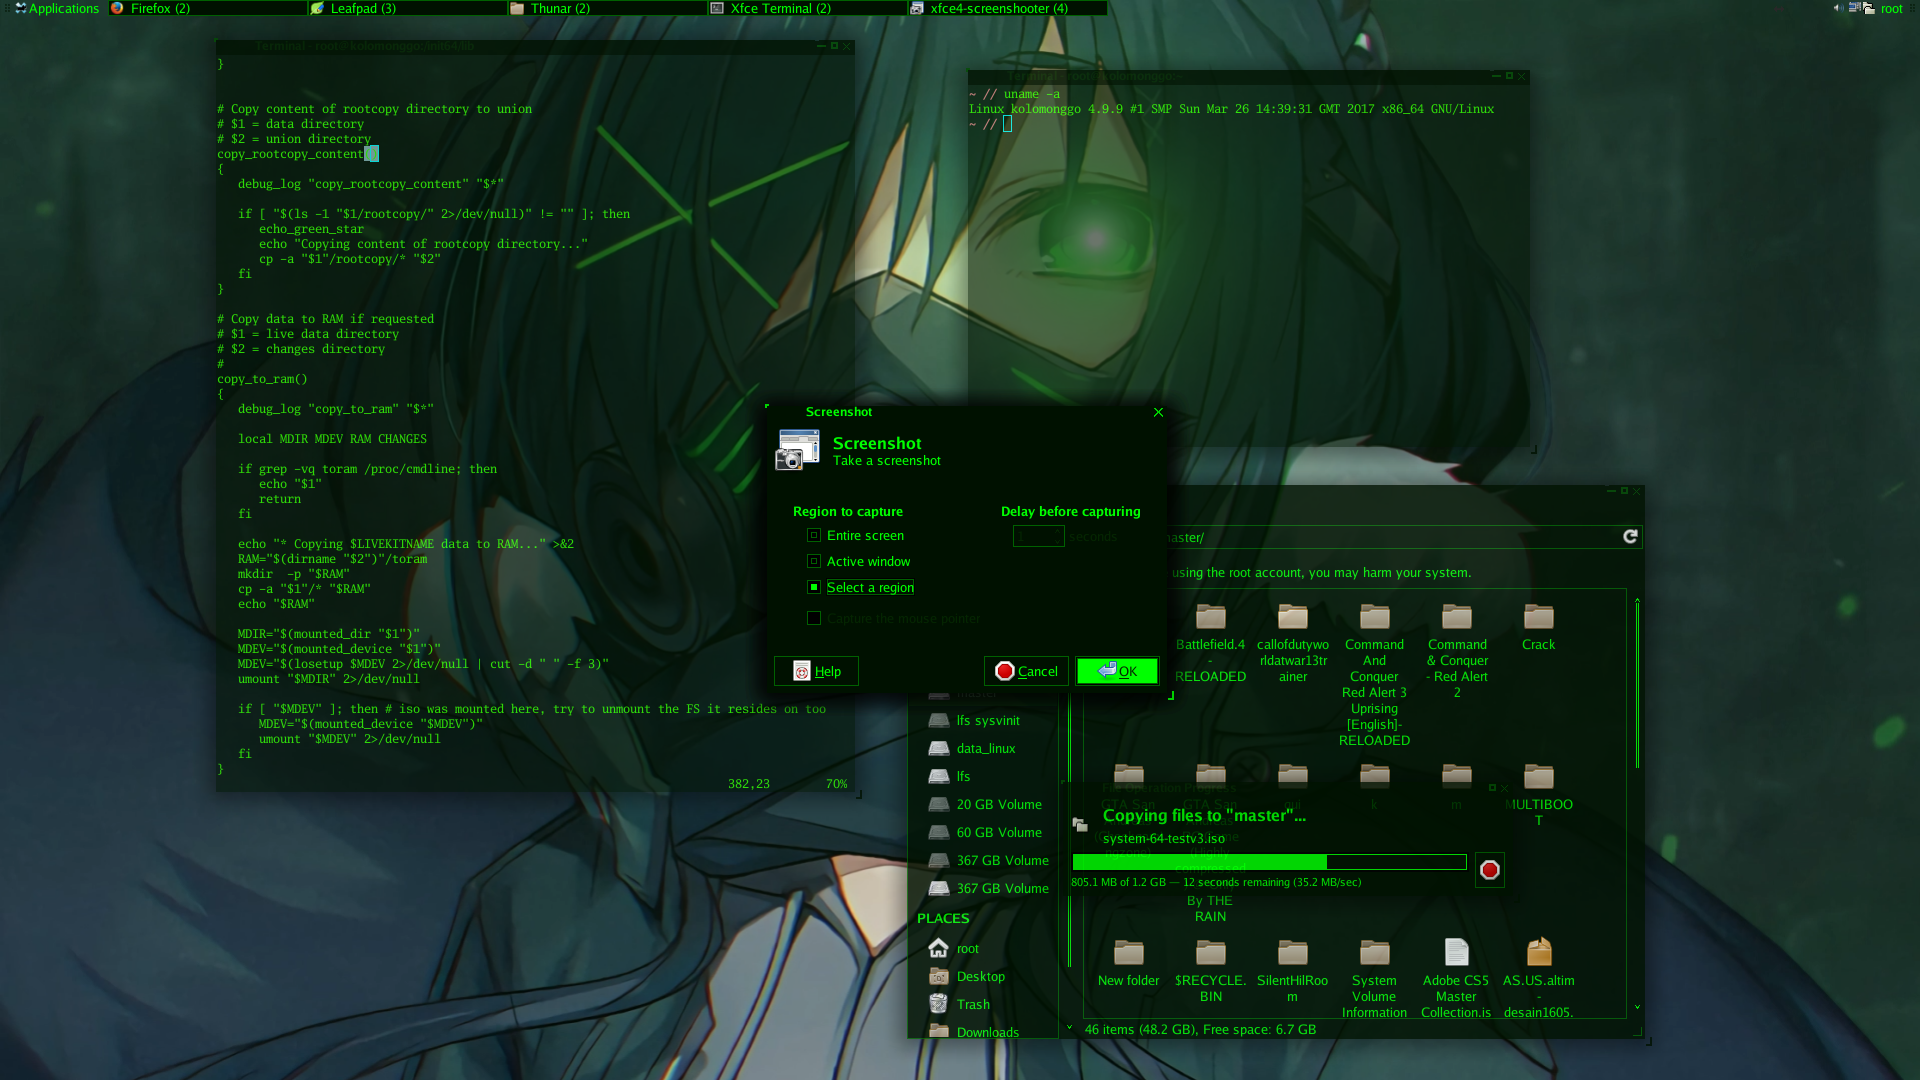 Applications
Firefox (2)
Leafpad (3)
Thunar (2)
Xfce Terminal (2)
xfce4-screenshooter (4)
root
Terminal - root@kolomonggo:/init64/lib
}
# Copy content of rootcopy directory to union
# $1 = data directory
# $2 = union directory
copy_rootcopy_content
{
debug_log "copy_rootcopy_content" "$*"
if [ "$(ls -1 "$1/rootcopy/" 2>/dev/null)" != "" ]; then
echo_green_star
echo "Copying content of rootcopy directory..."
cp -a "$1"/rootcopy/* "$2"
fi
}
# Copy data to RAM if requested
# $1 = live data directory
# $2 = changes directory
#
copy_to_ram()
{
debug_log "copy_to_ram" "$*"
local MDIR MDEV RAM CHANGES
if grep -vq toram /proc/cmdline; then
echo "$1"
return
fi
echo "* Copying $LIVEKITNAME data to RAM..." >&2
RAM="$(dirname "$2")"/toram
mkdir  -p "$RAM"
cp -a "$1"/* "$RAM"
echo "$RAM"
MDIR="$(mounted_dir "$1")"
MDEV="$(mounted_device "$1")"
MDEV="$(losetup $MDEV 2>/dev/null | cut -d " " -f 3)"
umount "$MDIR" 2>/dev/null
if [ "$MDEV" ]; then # iso was mounted here, try to unmount the FS it resides on too
MDEV="$(mounted_device "$MDEV")"
umount "$MDEV" 2>/dev/null
fi
}
382,23 70%
Terminal - root@kolomonggo:~
~ // uname -a
Linux kolomonggo 4.9.9 #1 SMP Sun Mar 26 14:39:31 GMT 2017 x86_64 GNU/Linux
~ //
Screenshot
Screenshot
Take a screenshot
Region to capture
Entire screen
Active window
Select a region
Capture the mouse pointer
Delay before capturing
1 seconds
Help
Cancel
OK
master/
using the root account, you may harm your system.
master
lfs sysvinit
data_linux
lfs
20 GB Volume
60 GB Volume
367 GB Volume
367 GB Volume
PLACES
root
Desktop
Trash
Downloads
Battlefield.4
-
RELOADED
callofdutywo
rldatwar13tr
ainer
Command
And
Conquer
Red Alert 3
Uprising
[English]-
RELOADED
Command
& Conquer
- Red Alert
2
Crack
GTA San
GTA San
k
m
MULTIBOO
T
File Operation Progress
Copying files to "master"...
system-64-testv3.iso
805.1 MB of 1.2 GB — 12 seconds remaining (35.2 MB/sec)
By THE
RAIN
New folder
$RECYCLE.
BIN
SilentHilRoo
m
System
Volume
Information
Adobe CS5
Master
Collection.is
AS.US.altim
-
desain1605.
46 items (48.2 GB), Free space: 6.7 GB